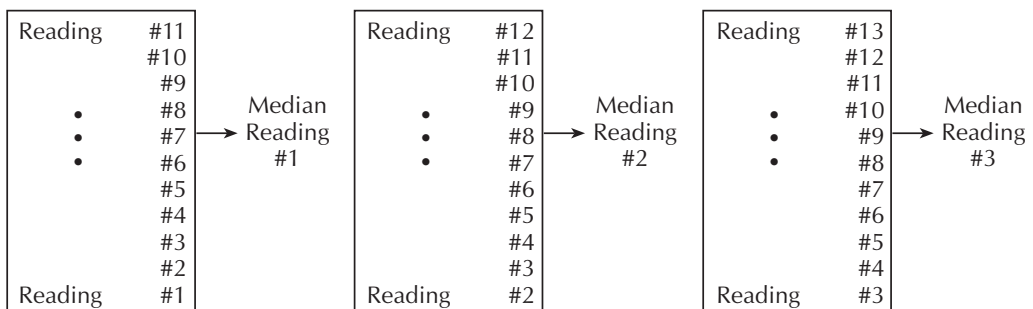 Reading #11
#10
#9
#8
#7
#6
#5
#4
#3
#2
Reading #1
Median
Reading
#1
Reading #12
#11
#10
#9
#8
#7
#6
#5
#4
#3
Reading #2
Median
Reading
#2
Reading #13
#12
#11
#10
#9
#8
#7
#6
#5
#4
Reading #3
Median
Reading
#3